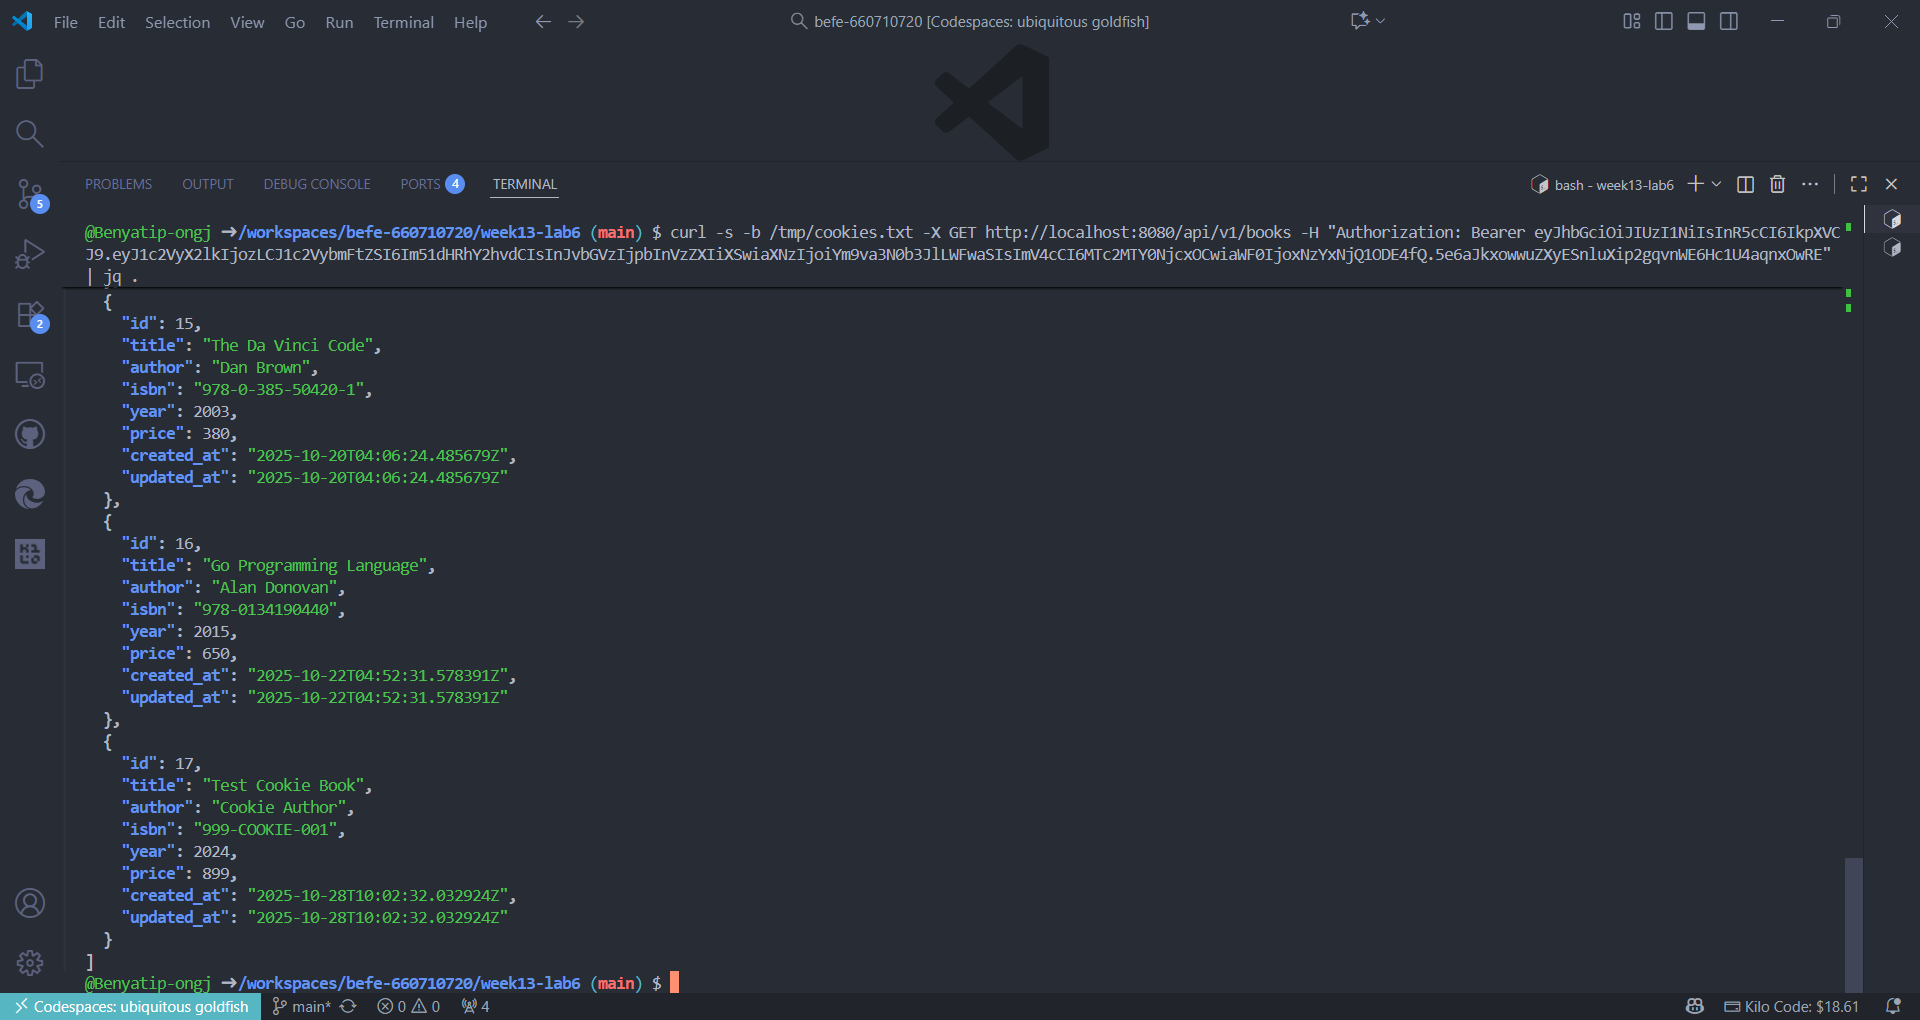 File Edit Selection View Go Run Terminal Help
befe-660710720 [Codespaces: ubiquitous goldfish]
PROBLEMS OUTPUT DEBUG CONSOLE PORTS 4 TERMINAL
bash - week13-lab6
5
2
@Benyatip-ongj →/workspaces/befe-660710720/week13-lab6 (main) $ curl -s -b /tmp/cookies.txt -X GET http://localhost:8080/api/v1/books -H "Authorization: Bearer eyJhbGciOiJIUzI1NiIsInR5cCI6IkpXVC
J9.eyJ1c2VyX2lkIjozLCJ1c2VybmFtZSI6Im51dHRhY2hvdCIsInJvbGVzIjpbInVzZXIiXSwiaXNzIjoiYm9va3N0b3JlLWFwaSIsImV4cCI6MTc2MTY0NjcxOCwiaWF0IjoxNzYxNjQ1ODE4fQ.5e6aJkxowwuZXyESnluXip2gqvnWE6Hc1U4aqnxOwRE"
| jq .
{
"id": 15,
"title": "The Da Vinci Code",
"author": "Dan Brown",
"isbn": "978-0-385-50420-1",
"year": 2003,
"price": 380,
"created_at": "2025-10-20T04:06:24.485679Z",
"updated_at": "2025-10-20T04:06:24.485679Z"
},
{
"id": 16,
"title": "Go Programming Language",
"author": "Alan Donovan",
"isbn": "978-0134190440",
"year": 2015,
"price": 650,
"created_at": "2025-10-22T04:52:31.578391Z",
"updated_at": "2025-10-22T04:52:31.578391Z"
},
{
"id": 17,
"title": "Test Cookie Book",
"author": "Cookie Author",
"isbn": "999-COOKIE-001",
"year": 2024,
"price": 899,
"created_at": "2025-10-28T10:02:32.032924Z",
"updated_at": "2025-10-28T10:02:32.032924Z"
}
]
@Benyatip-ongj →/workspaces/befe-660710720/week13-lab6 (main) $
Codespaces: ubiquitous goldfish main* 0 0 4 Kilo Code: $18.61